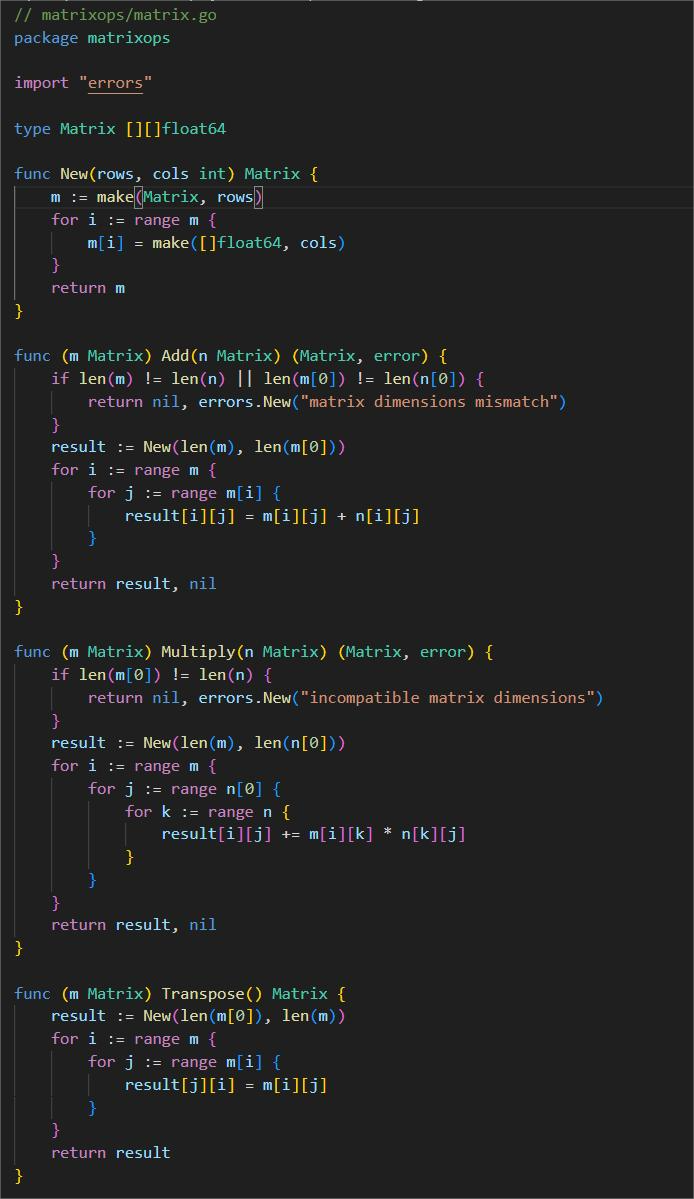 // matrixops/matrix.go
package matrixops

import "errors"

type Matrix [][]float64

func New(rows, cols int) Matrix {
    m := make(Matrix, rows)
    for i := range m {
        m[i] = make([]float64, cols)
    }
    return m
}

func (m Matrix) Add(n Matrix) (Matrix, error) {
    if len(m) != len(n) || len(m[0]) != len(n[0]) {
        return nil, errors.New("matrix dimensions mismatch")
    }
    result := New(len(m), len(m[0]))
    for i := range m {
        for j := range m[i] {
            result[i][j] = m[i][j] + n[i][j]
        }
    }
    return result, nil
}

func (m Matrix) Multiply(n Matrix) (Matrix, error) {
    if len(m[0]) != len(n) {
        return nil, errors.New("incompatible matrix dimensions")
    }
    result := New(len(m), len(n[0]))
    for i := range m {
        for j := range n[0] {
            for k := range n {
                result[i][j] += m[i][k] * n[k][j]
            }
        }
    }
    return result, nil
}

func (m Matrix) Transpose() Matrix {
    result := New(len(m[0]), len(m))
    for i := range m {
        for j := range m[i] {
            result[j][i] = m[i][j]
        }
    }
    return result
}